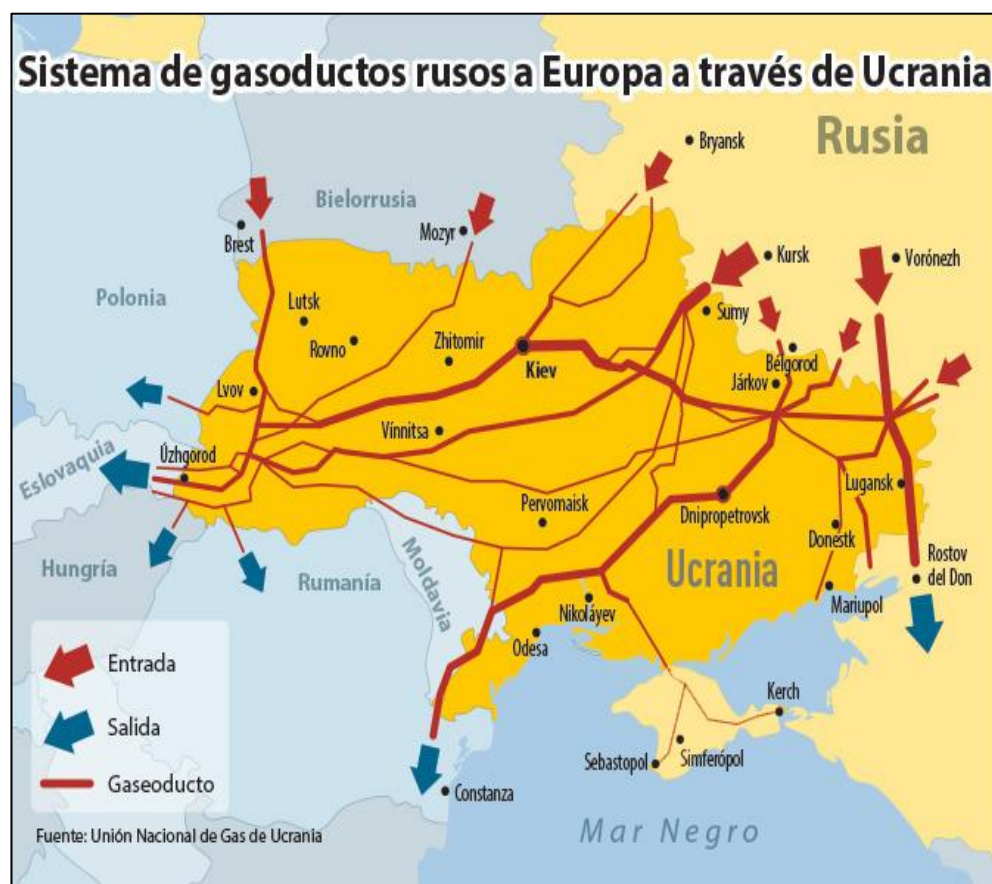 Sistema de gasoductos rusos a Europa a través de Ucrania
Rusia
Bryansk
Bielorrusia
Brest
Mozyr
Kursk
Vorónezh
Polonia
Lutsk
Sumy
Rovno
Zhitomir
Kiev
Bélgorod
Lvov
Járkov
Vínnitsa
Eslovaquia
Úzhgorod
Lugansk
Pervomaisk
Dnipropetrovsk
Donestk
Hungría
Rumanía
Moldavia
Ucrania
Rostov
del Don
Nikoláyev
Mariupol
Odesa
Entrada
Salida
Gaseoducto
Kerch
Simferópol
Sebastopol
Constanza
Mar Negro
Fuente: Unión Nacional de Gas de Ucrania